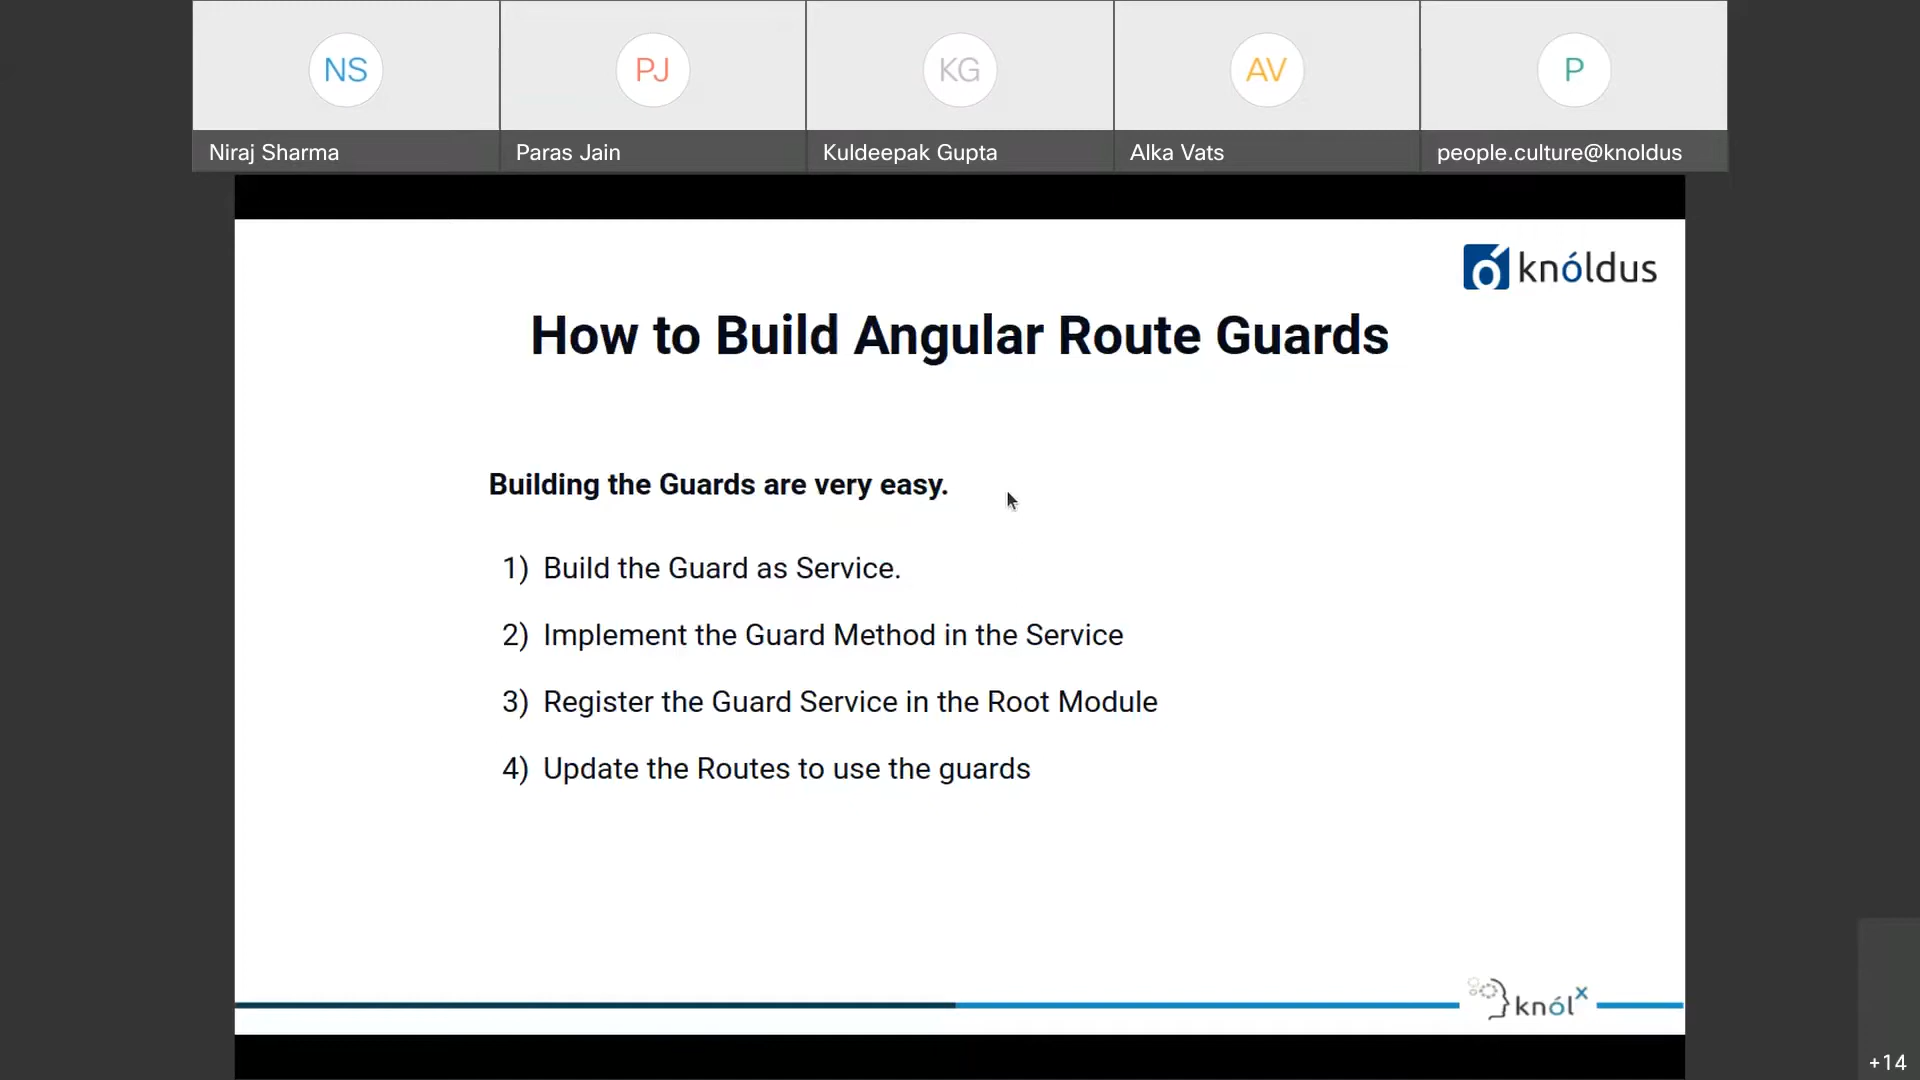 NS
PJ
KG
AV
P
Niraj Sharma
Paras Jain
Kuldeepak Gupta
Alka Vats
people.culture@knoldus
ó knóldus
How to Build Angular Route Guards
Building the Guards are very easy.
1) Build the Guard as Service.
2) Implement the Guard Method in the Service
3) Register the Guard Service in the Root Module
4) Update the Routes to use the guards
knólx
+14